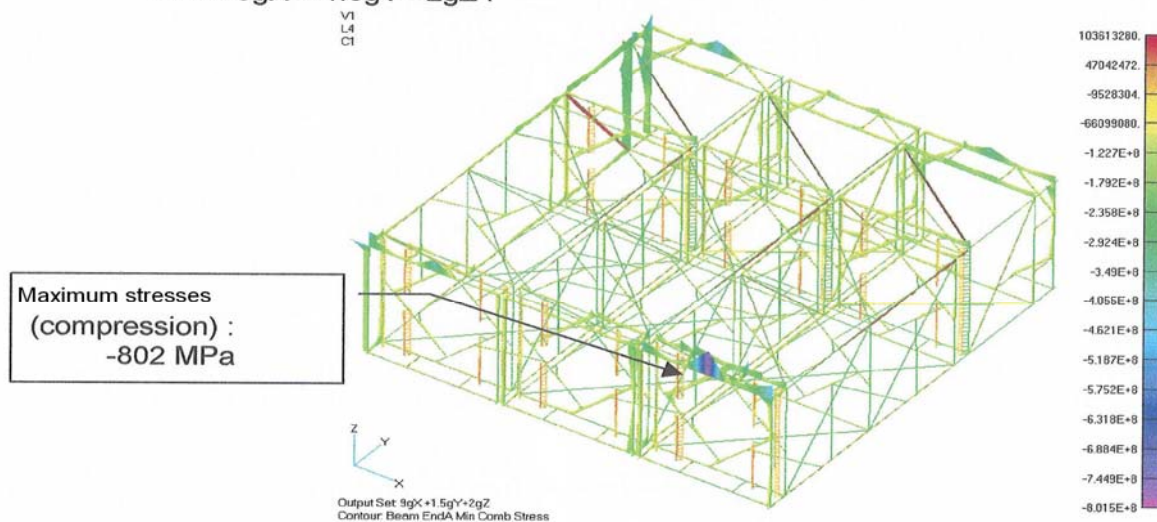 V1
L4
C1
103613280.
47042472.
-9528304.
-66099080.
-1.227E+8
-1.792E+8
-2.358E+8
-2.924E+8
-3.49E+8
-4.055E+8
-4.621E+8
-5.187E+8
-5.752E+8
-6.318E+8
-6.884E+8
-7.449E+8
-8.015E+8
Maximum stresses
(compression) :
-802 MPa
Z
Y
X
Output Set: 9gX+1.5gY+2gZ
Contour: Beam EndA Min Comb Stress